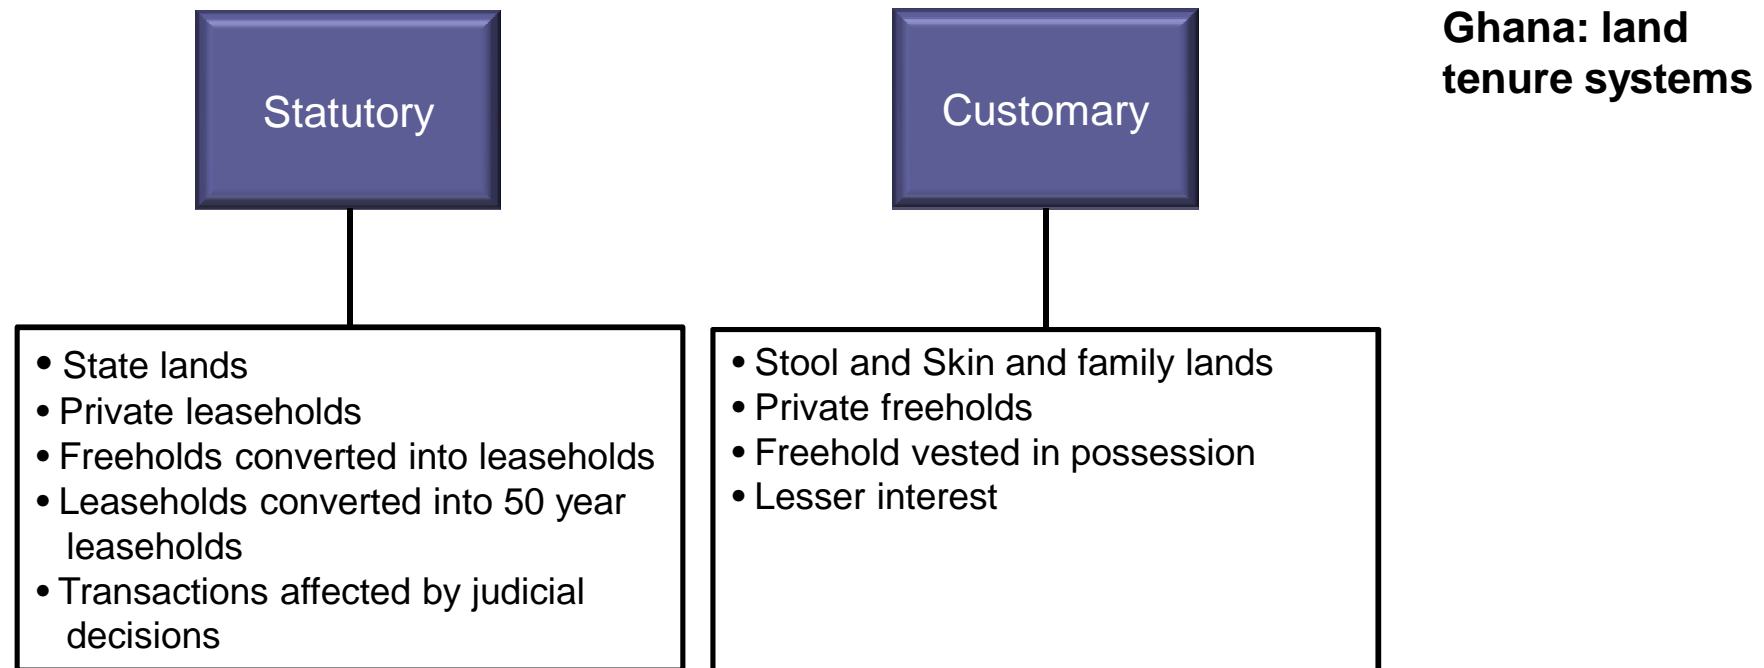 Ghana: land
tenure systems
Statutory
Customary
• State lands
• Private leaseholds
• Freeholds converted into leaseholds
• Leaseholds converted into 50 year
leaseholds
• Transactions affected by judicial
decisions
• Stool and Skin and family lands
• Private freeholds
• Freehold vested in possession
• Lesser interest